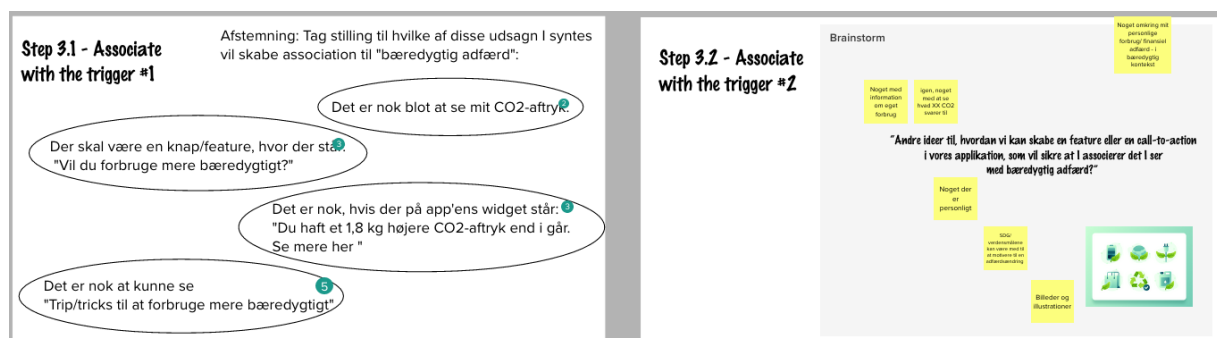 Step 3.1 - Associate
with the trigger #1
Afstemning: Tag stilling til hvilke af disse udsagn I syntes
vil skabe association til "bæredygtig adfærd":
Det er nok blot at se mit CO2-aftryk.
2
Der skal være en knap/feature, hvor der står:
3
"Vil du forbruge mere bæredygtigt?"
Det er nok, hvis der på app'ens widget står:
3
"Du haft et 1,8 kg højere CO2-aftryk end i går.
Se mere her "
Det er nok at kunne se
5
"Trip/tricks til at forbruge mere bæredygtigt"
Step 3.2 - Associate
with the trigger #2
Brainstorm
Noget omkring mit
personlige
forbrug/ finansiel
adfærd - i
bæredygtig
kontekst
Noget med
information
om eget
forbrug
Igen, noget
med at se
hvad XX CO2
svarer til
"Andre ideer til, hvordan vi kan skabe en feature eller en call-to-action
i vores applikation, som vil sikre at I associerer det I ser
med bæredygtig adfærd?"
Noget der
er
personligt
SDG/
verdensmålene
kan være med til
at motivere til en
adfærdsændring
Billeder og
illustrationer